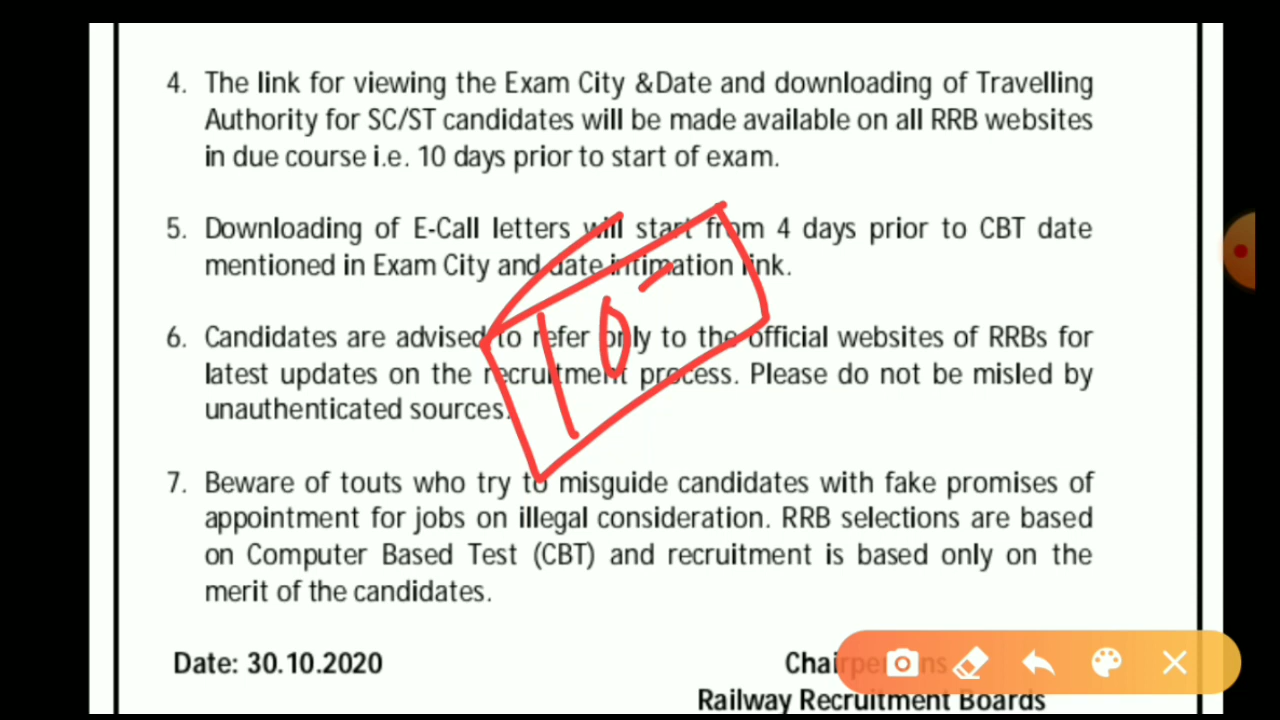 4. The link for viewing the Exam City &Date and downloading of Travelling
Authority for SC/ST candidates will be made available on all RRB websites
in due course i.e. 10 days prior to start of exam.
5. Downloading of E-Call letters will start from 4 days prior to CBT date
mentioned in Exam City and date intimation link.
6. Candidates are advised to refer only to the official websites of RRBs for
latest updates on the recruitment process. Please do not be misled by
unauthenticated sources.
10
7. Beware of touts who try to misguide candidates with fake promises of
appointment for jobs on illegal consideration. RRB selections are based
on Computer Based Test (CBT) and recruitment is based only on the
merit of the candidates.
Date: 30.10.2020
Chairpersons
Railway Recruitment Boards